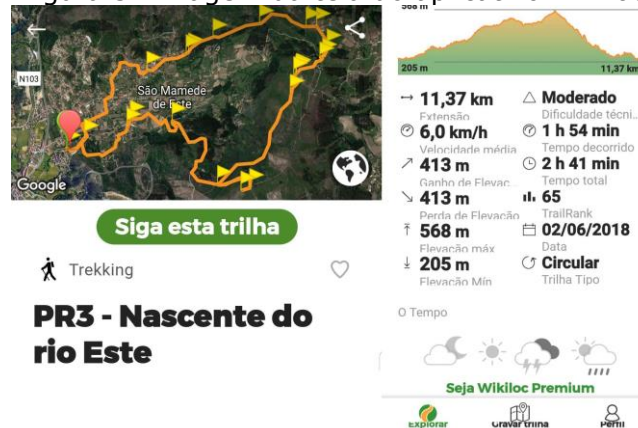 N103
São Mamede
de Este
Google
Siga esta trilha
Trekking
PR3 - Nascente do
rio Este
568 m
205 m
11,37 km
11,37 km
Extensão
Moderado
Dificuldade técni...
6,0 km/h
Velocidade média
1 h 54 min
Tempo decorrido
413 m
Ganho de Elevaç...
2 h 41 min
Tempo total
413 m
Perda de Elevação
65
TrailRank
568 m
Elevação máx
02/06/2018
Data
205 m
Elevação Mín
Circular
Trilha Tipo
O Tempo
Seja Wikiloc Premium
Explorar
Gravar trilha
Perfil